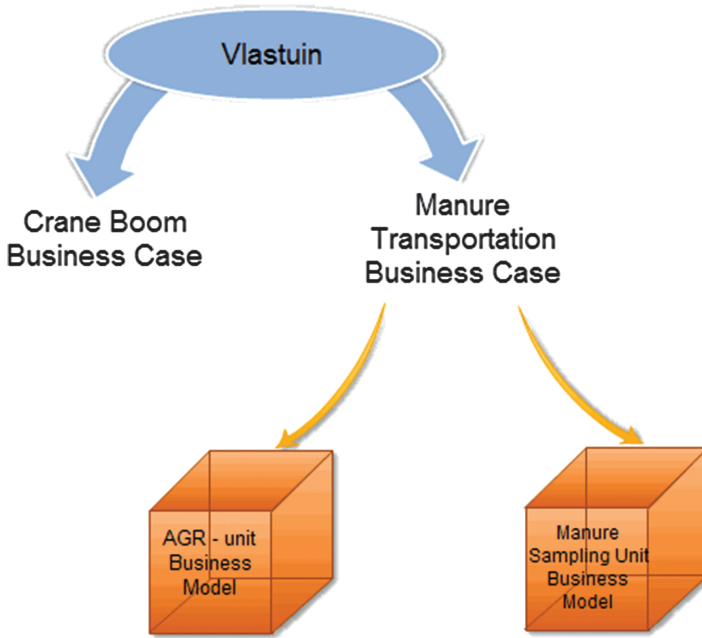 Vlastuin
Crane Boom
Business Case
Manure
Transportation
Business Case
AGR - unit
Business
Model
Manure
Sampling Unit
Business
Model